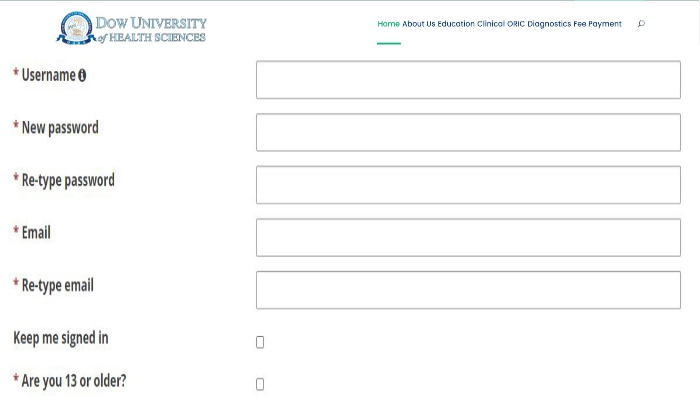 DOW UNIVERSITY
of HEALTH SCIENCES
Home About Us Education Clinical ORIC Diagnostics Fee Payment
* Username
* New password
* Re-type password
* Email
* Re-type email
Keep me signed in
* Are you 13 or older?